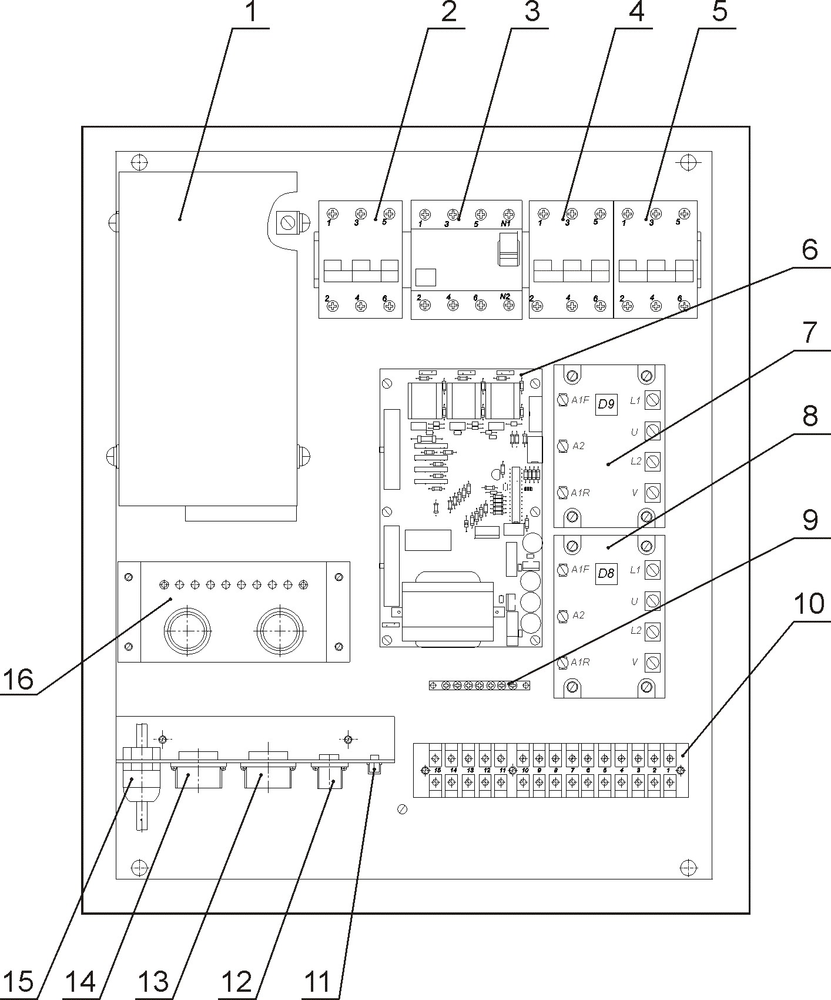 1 2 3 4 5
1 3 5 1 3 5 N1 1 3 5 1 3 5
6
2 4 6 2 4 6 N2 2 4 6 2 4 6
7
A1F D9 L1
8
U
A2
L2
A1R V
9
A1F D8 L1
10
U
A2
L2
A1R V
16
15 14 13 12 11 10 9 8 7 6 5 4 3 2 1
15 14 13 12 11